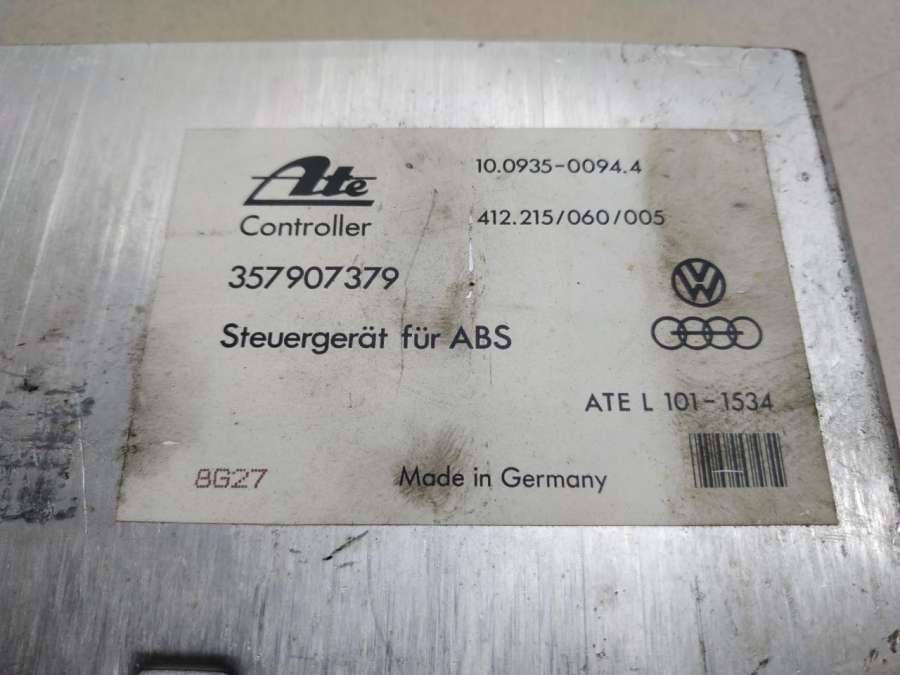 Ate
Controller
10.0935-0094.4
412.215/060/005
357907379
VW
Steuergerät für ABS
ATE L 101-1534
8G27
Made in Germany